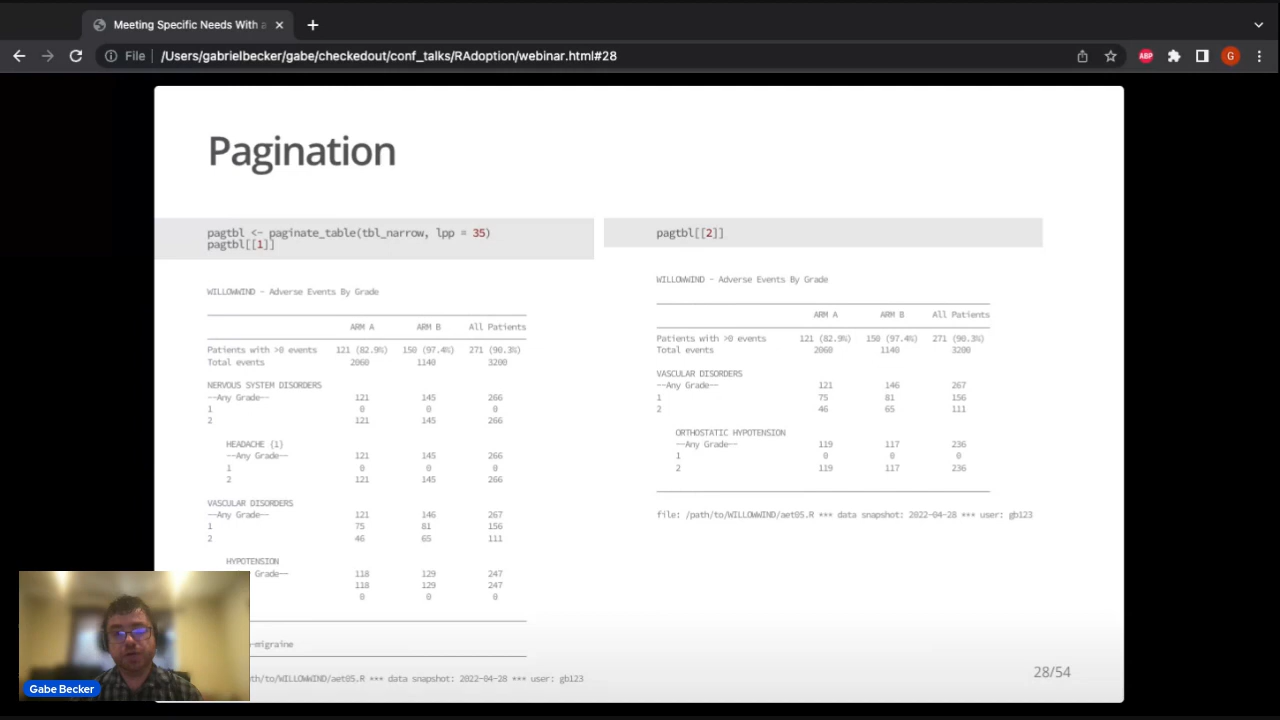 Meeting Specific Needs With a
File /Users/gabrielbecker/gabe/checkedout/conf_talks/RAdoption/webinar.html#28
ABP
G
Pagination
pagtbl <- paginate_table(tbl_narrow, lpp = 35)
pagtbl[[1]]
WILLOWWIND - Adverse Events By Grade
ARM A ARM B All Patients
Patients with >0 events 121 (82.9%) 150 (97.4%) 271 (90.3%)
Total events 2060 1140 3200
NERVOUS SYSTEM DISORDERS
--Any Grade-- 121 145 266
1 0 0 0
2 121 145 266
HEADACHE {1}
--Any Grade-- 121 145 266
1 0 0 0
2 121 145 266
VASCULAR DISORDERS
--Any Grade-- 121 146 267
1 75 81 156
2 46 65 111
HYPOTENSION
Grade-- 118 129 247
118 129 247
0 0 0
-migraine
path/to/WILLOWWIND/aet05.R *** data snapshot: 2022-04-28 *** user: gb123
pagtbl[[2]]
WILLOWWIND - Adverse Events By Grade
ARM A ARM B All Patients
Patients with >0 events 121 (82.9%) 150 (97.4%) 271 (90.3%)
Total events 2060 1140 3200
VASCULAR DISORDERS
--Any Grade-- 121 146 267
1 75 81 156
2 46 65 111
ORTHOSTATIC HYPOTENSION
--Any Grade-- 119 117 236
1 0 0 0
2 119 117 236
file: /path/to/WILLOWWIND/aet05.R *** data snapshot: 2022-04-28 *** user: gb123
28/54
Gabe Becker